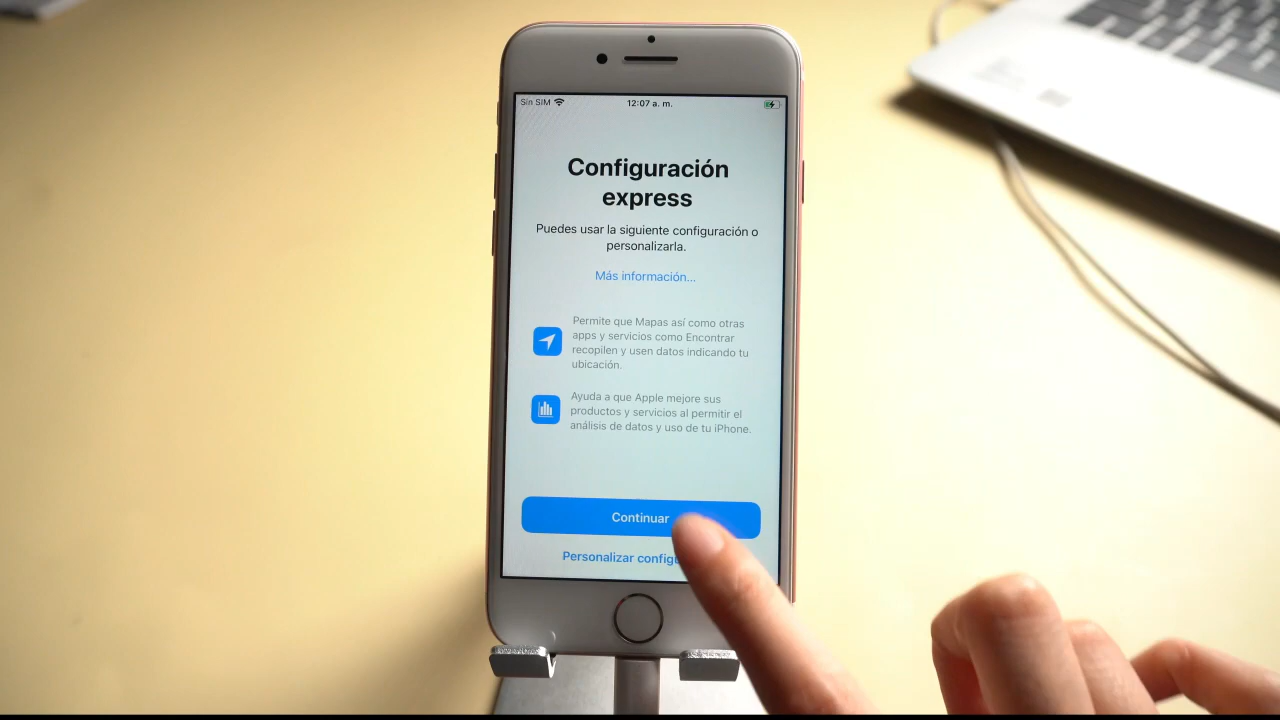 Sin SIM
12:07 a. m.
Configuración
express
Puedes usar la siguiente configuración o
personalizarla.
Más información...
Permite que Mapas así como otras
apps y servicios como Encontrar
recopilen y usen datos indicando tu
ubicación.
Ayuda a que Apple mejore sus
productos y servicios al permitir el
análisis de datos y uso de tu iPhone.
Continuar
Personalizar